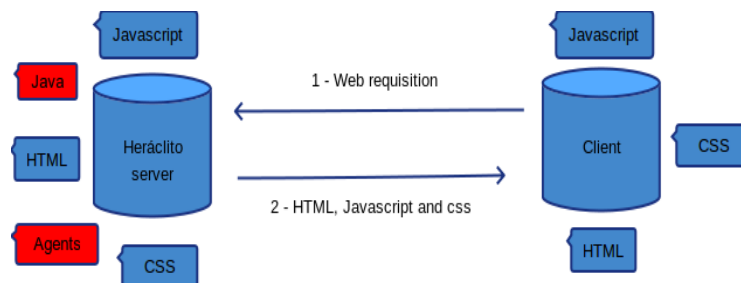 Javascript
Javascript
Java
1 - Web requisition
HTML
Heráclito
server
Client
CSS
2 - HTML, Javascript and css
Agents
CSS
HTML